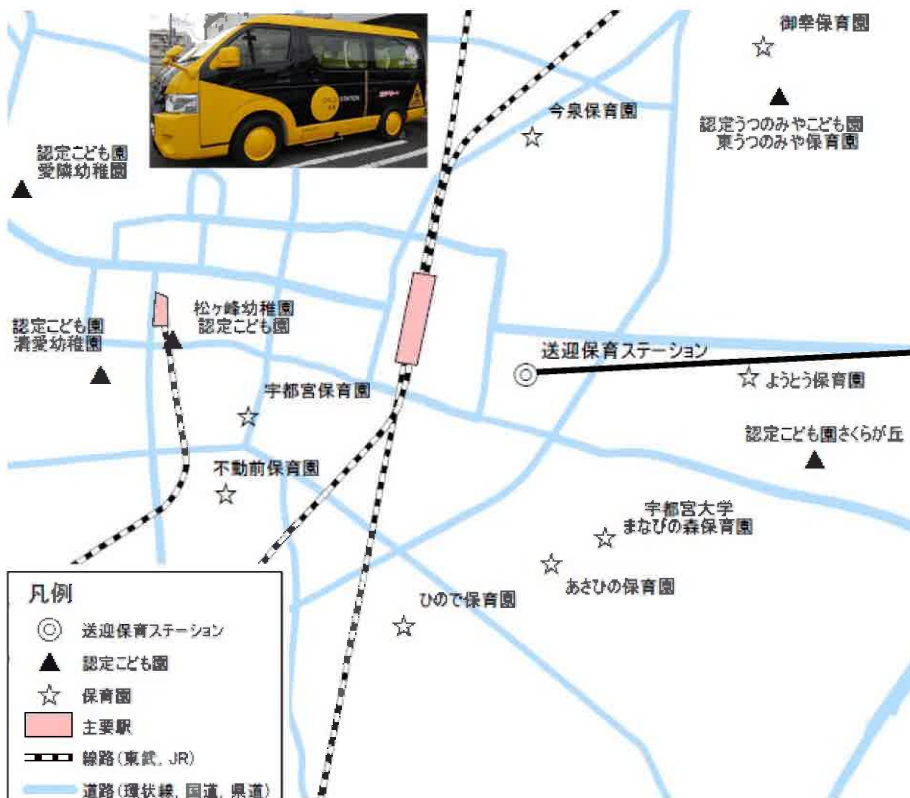 御幸保育園
今泉保育園
認定うつのみやこども園
東うつのみや保育園
認定こども園
愛隣幼稚園
STATION
松ヶ峰幼稚園
認定こども園
認定こども園
清愛幼稚園
送迎保育ステーション
ようとう保育園
宇都宮保育園
認定こども園さくらが丘
不動前保育園
宇都宮大学
まなびの森保育園
あさひの保育園
ひので保育園
凡例
送迎保育ステーション
認定こども園
保育園
主要駅
線路(東武, JR)
道路(環状線, 国道, 県道)